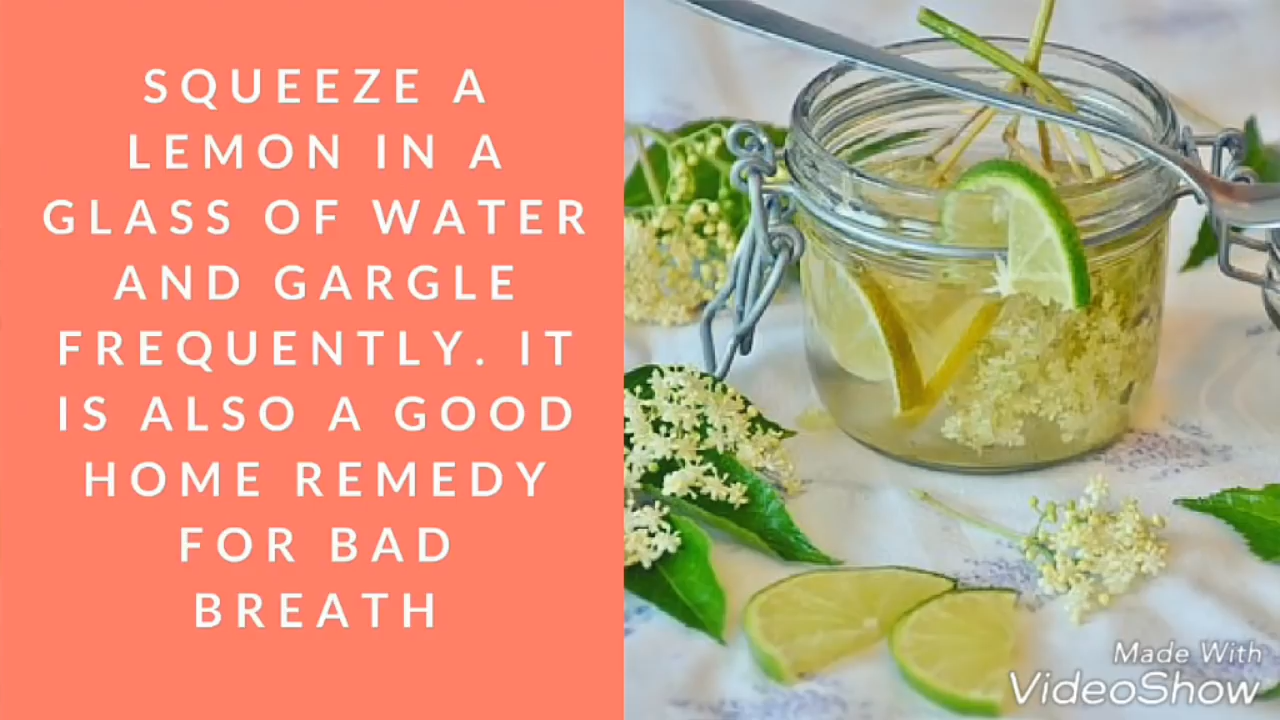 SQUEEZE A
LEMON IN A
GLASS OF WATER
AND GARGLE
FREQUENTLY. IT
IS ALSO A GOOD
HOME REMEDY
FOR BAD
BREATH
Made With
VideoShow